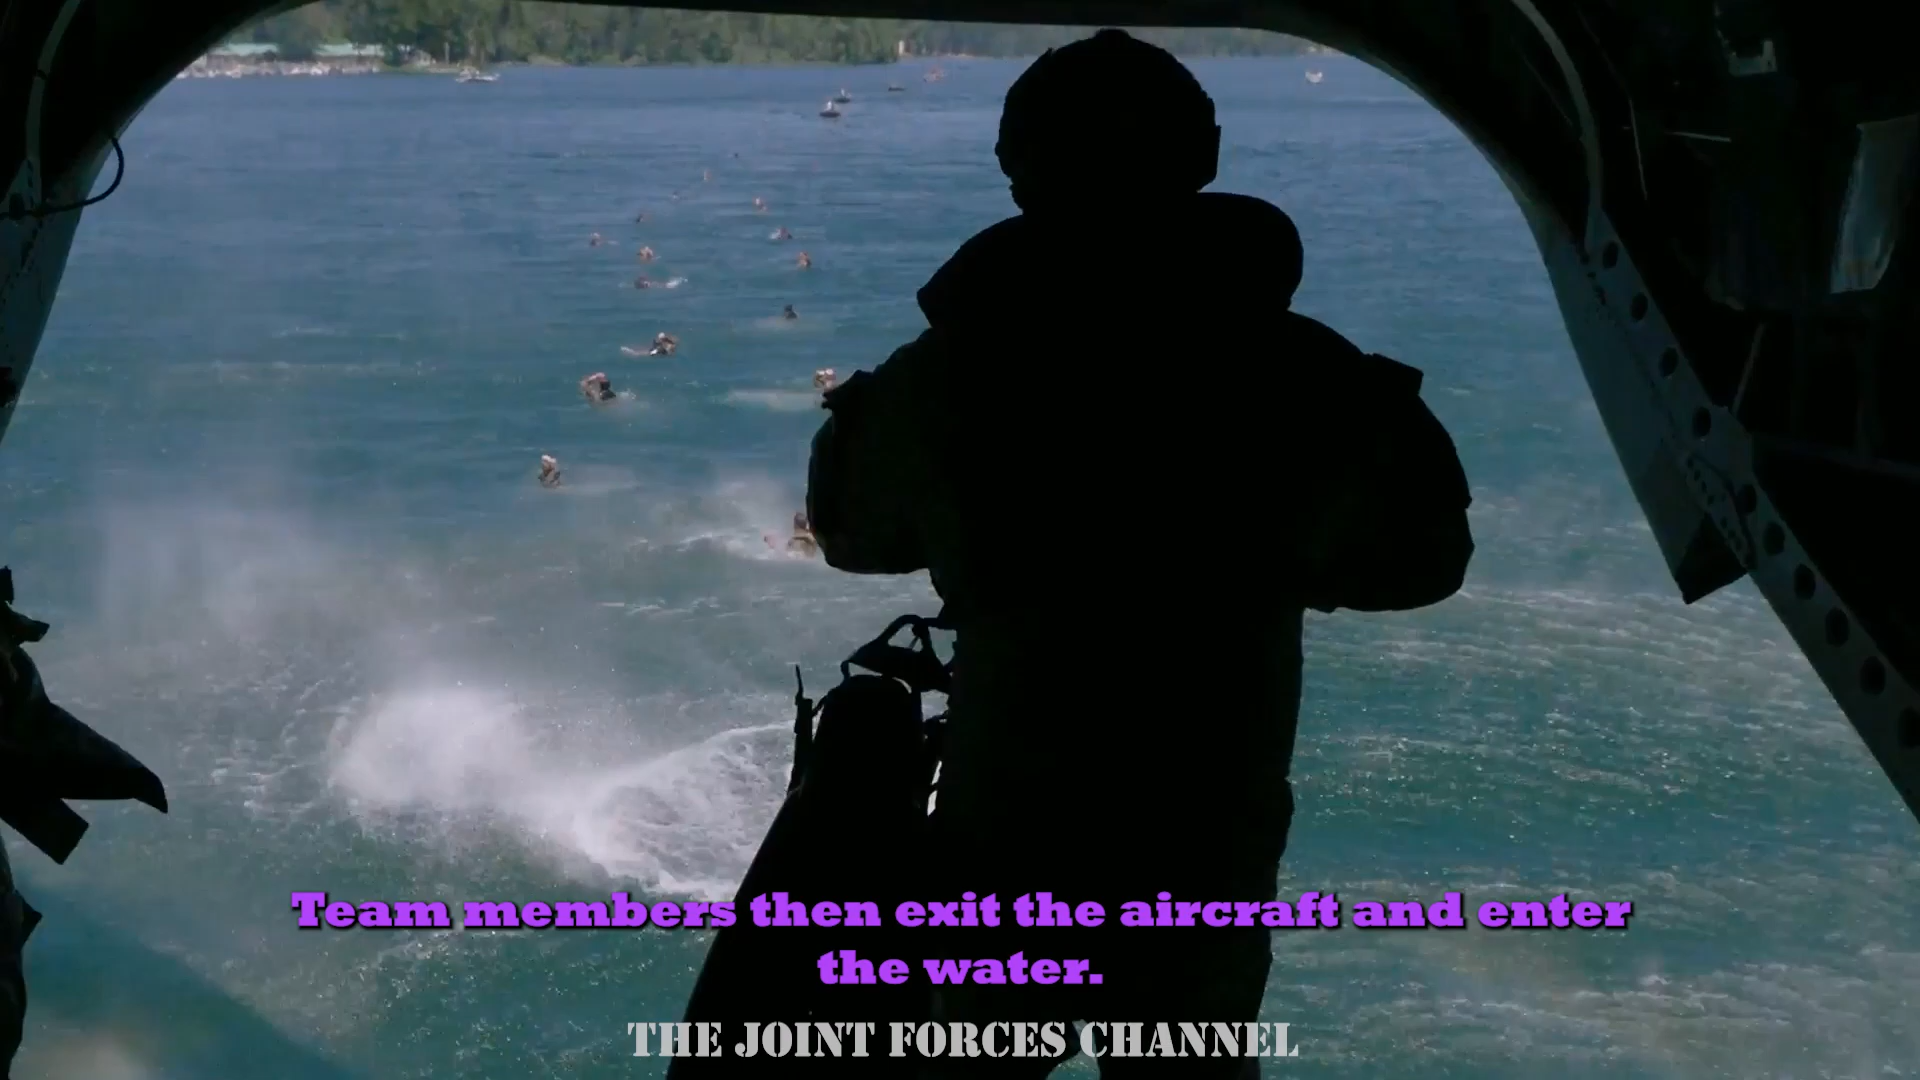 Team members then exit the aircraft and enter
the water.
THE JOINT FORCES CHANNEL